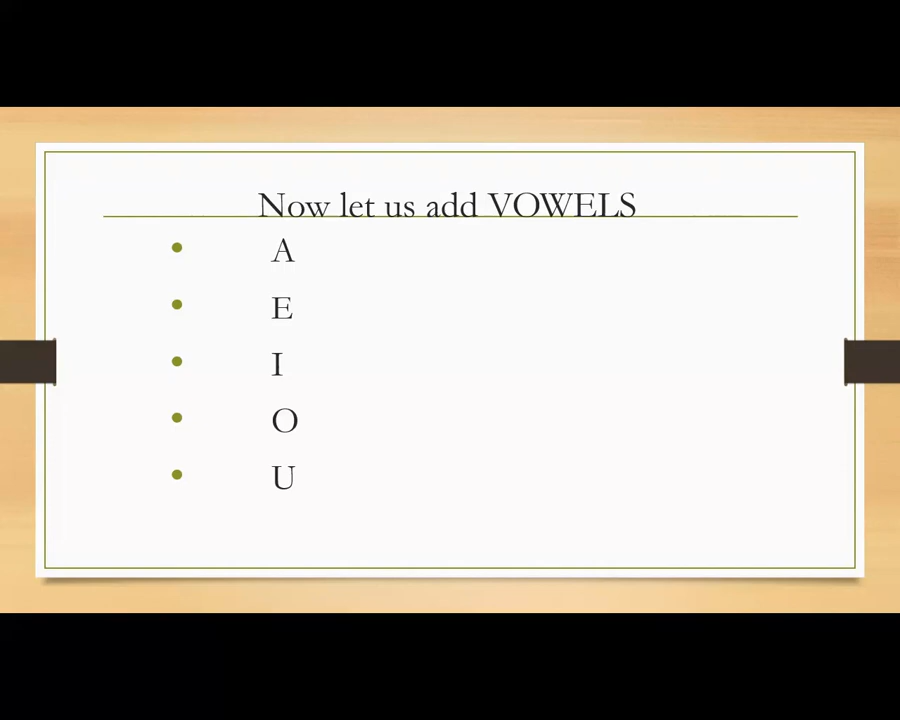 Now let us add VOWELS
• A
• E
• I
• O
• U